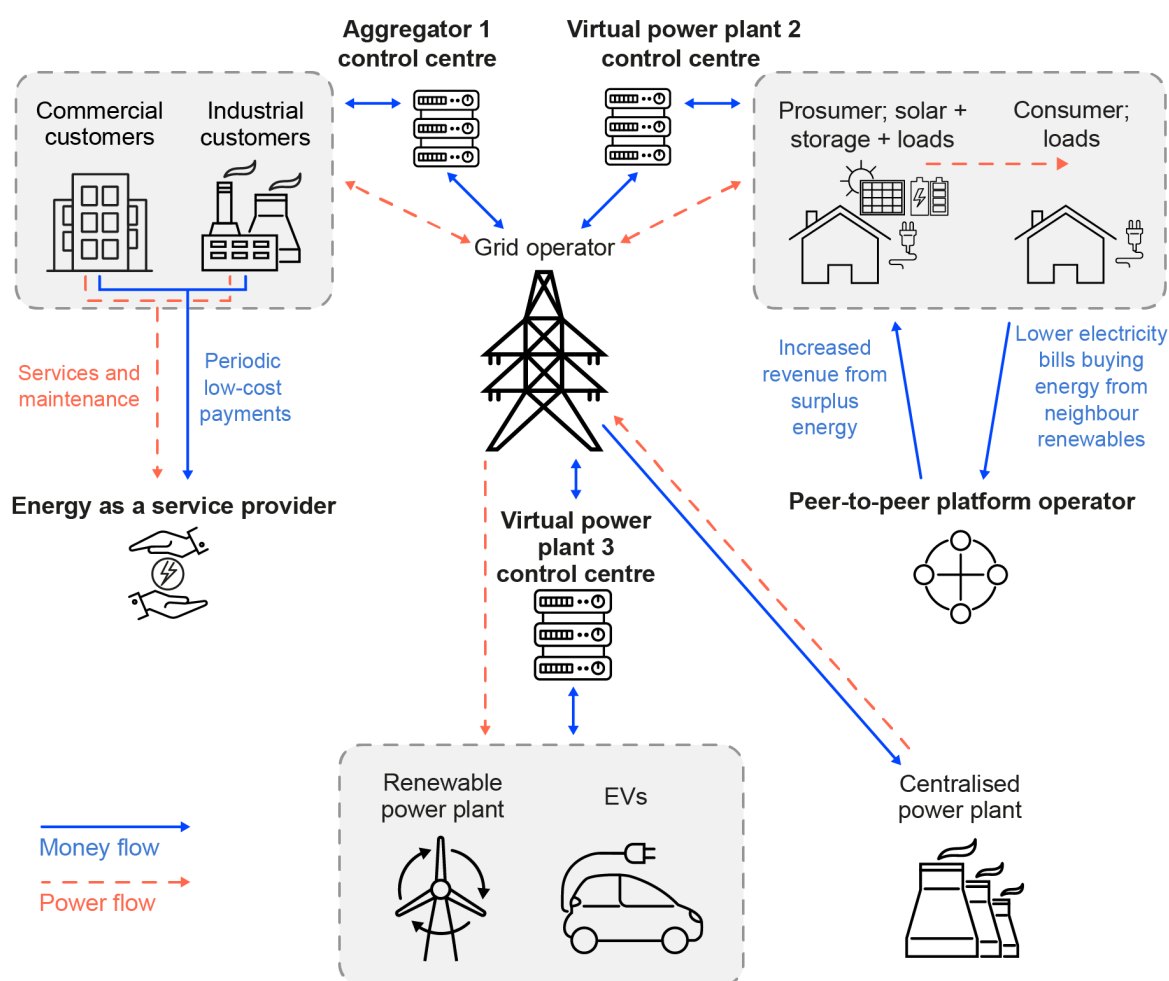 Aggregator 1
control centre
Virtual power plant 2
control centre
Commercial
customers
Industrial
customers
Prosumer; solar +
storage + loads
Consumer;
loads
Grid operator
Services and
maintenance
Periodic
low-cost
payments
Increased
revenue from
surplus
energy
Lower electricity
bills buying
energy from
neighbour
renewables
Energy as a service provider
Peer-to-peer platform operator
Virtual power
plant 3
control centre
Renewable
power plant
EVs
Centralised
power plant
Money flow
Power flow